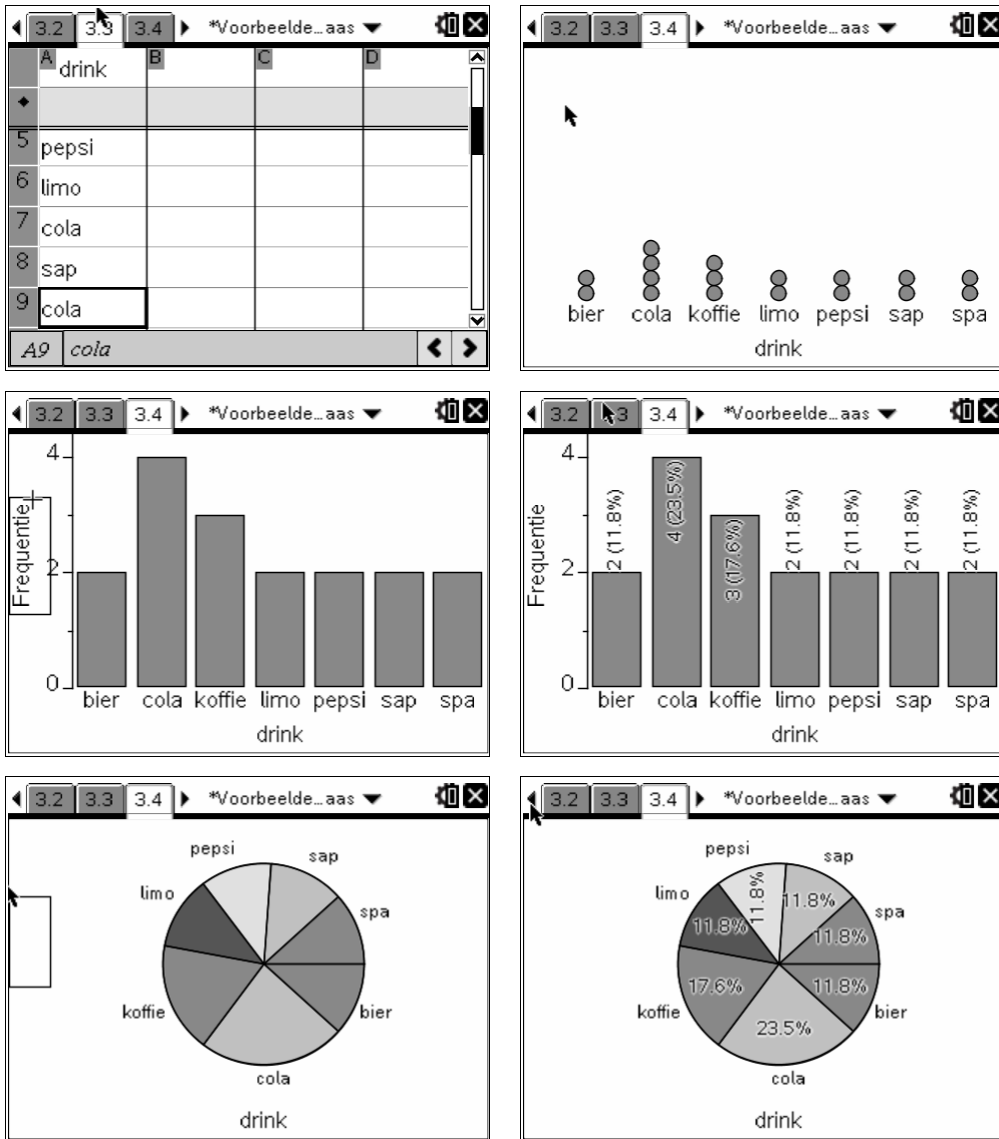 3.2 3.3 3.4 *Voorbeelde…aas
A drink B C D
5 pepsi
6 limo
7 cola
8 sap
9 cola
A9 cola
3.2 3.3 3.4 *Voorbeelde…aas
bier cola koffie limo pepsi sap spa
drink
3.2 3.3 3.4 *Voorbeelde…aas
4
2
0
Frequentie
bier cola koffie limo pepsi sap spa
drink
3.2 3.3 3.4 *Voorbeelde…aas
4
2
0
Frequentie
2 (11.8%) 4 (23.5%) 3 (17.6%) 2 (11.8%) 2 (11.8%) 2 (11.8%) 2 (11.8%)
bier cola koffie limo pepsi sap spa
drink
3.2 3.3 3.4 *Voorbeelde…aas
pepsi sap
limo
spa
koffie bier
cola
drink
3.2 3.3 3.4 *Voorbeelde…aas
pepsi sap
limo 11.8% 11.8%
spa
11.8% 11.8%
17.6% 11.8%
koffie bier
23.5%
cola
drink